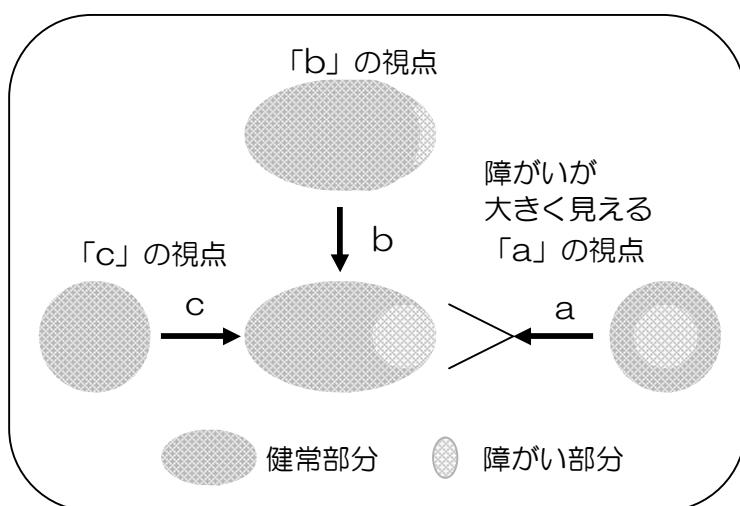 「b」の視点
障がいが
大きく見える
「a」の視点
b
「c」の視点
c
a
健常部分
障がい部分